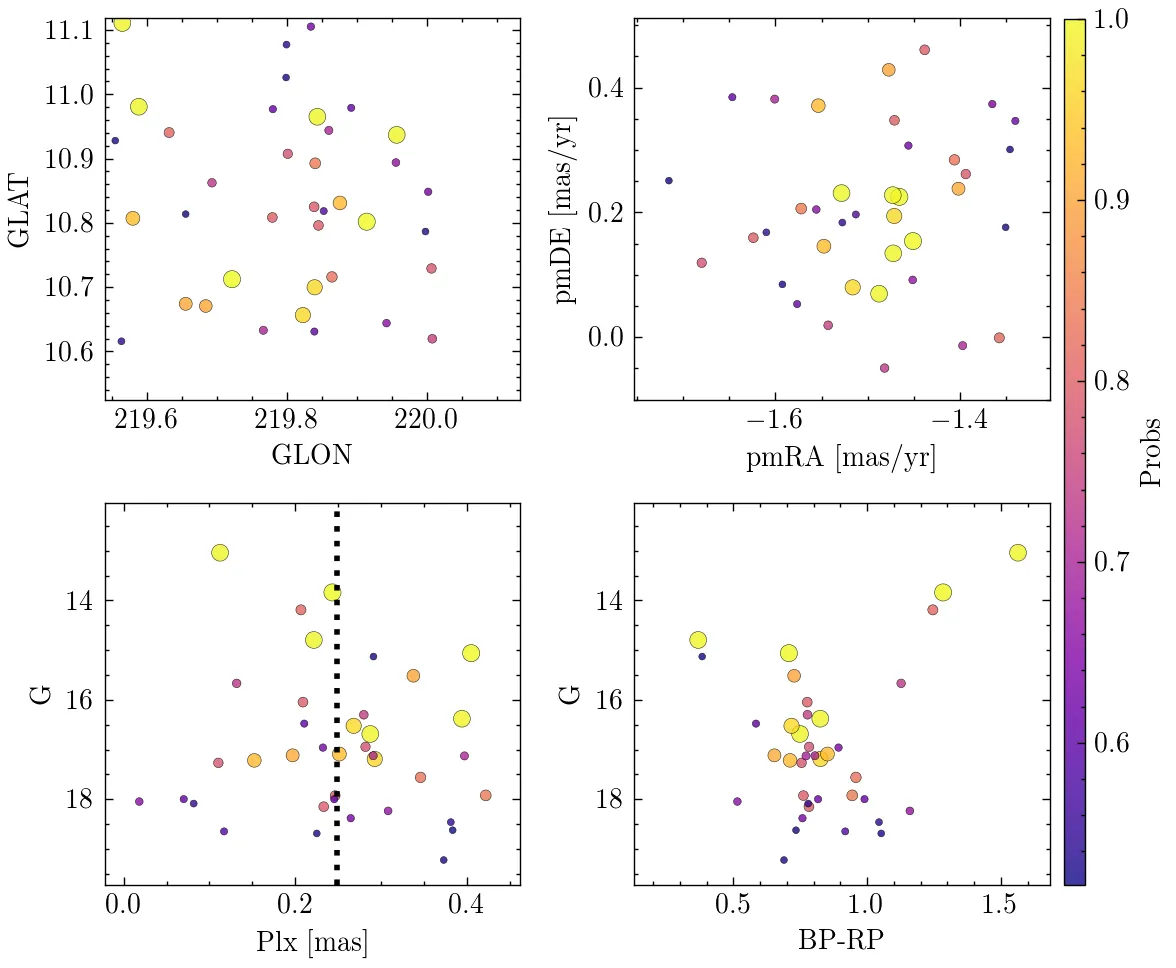 11.1
11.0
10.9
10.8
10.7
10.6
GLAT
219.6 219.8 220.0
GLON
0.4
0.2
0.0
pmDE [mas/yr]
−1.6 −1.4
pmRA [mas/yr]
14
16
18
G
0.0 0.2 0.4
Plx [mas]
14
16
18
G
0.5 1.0 1.5
BP-RP
1.0
0.9
0.8
0.7
0.6
Probs